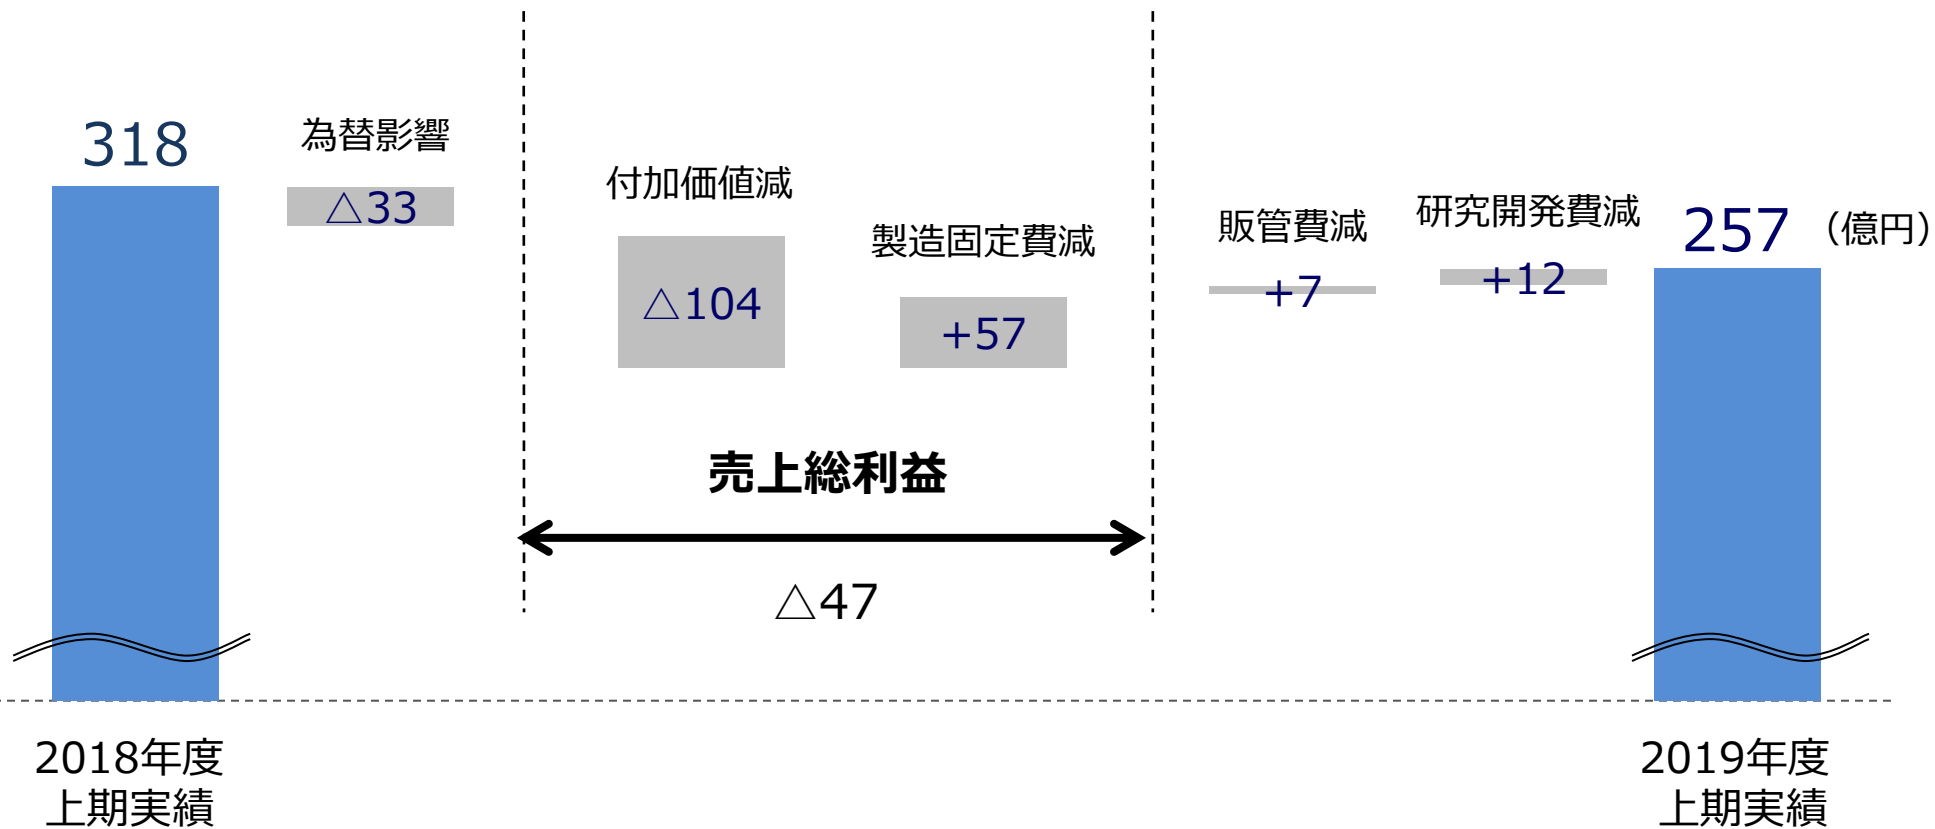 318
為替影響
△33
付加価値減
△104
製造固定費減
+57
売上総利益
△47
販管費減
+7
研究開発費減
+12
257
(億円)
2018年度
上期実績
2019年度
上期実績